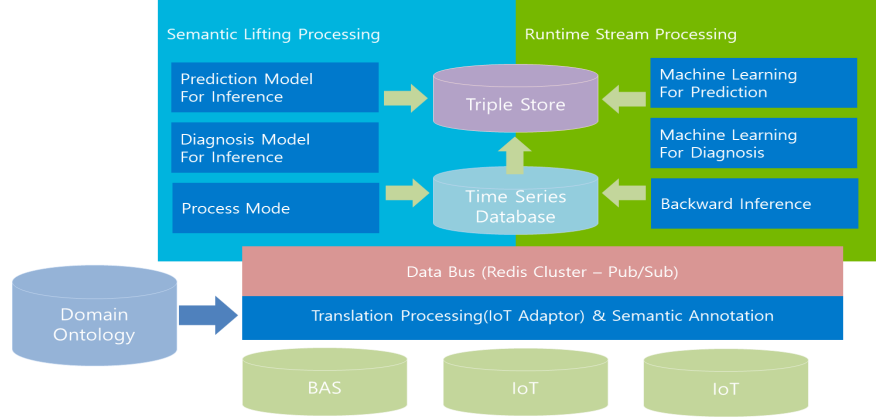 Semantic Lifting Processing
Runtime Stream Processing
Prediction Model
For Inference
Diagnosis Model
For Inference
Process Mode
Triple Store
Time Series
Database
Machine Learning
For Prediction
Machine Learning
For Diagnosis
Backward Inference
Data Bus (Redis Cluster – Pub/Sub)
Domain
Ontology
Translation Processing(IoT Adaptor) & Semantic Annotation
BAS
IoT
IoT